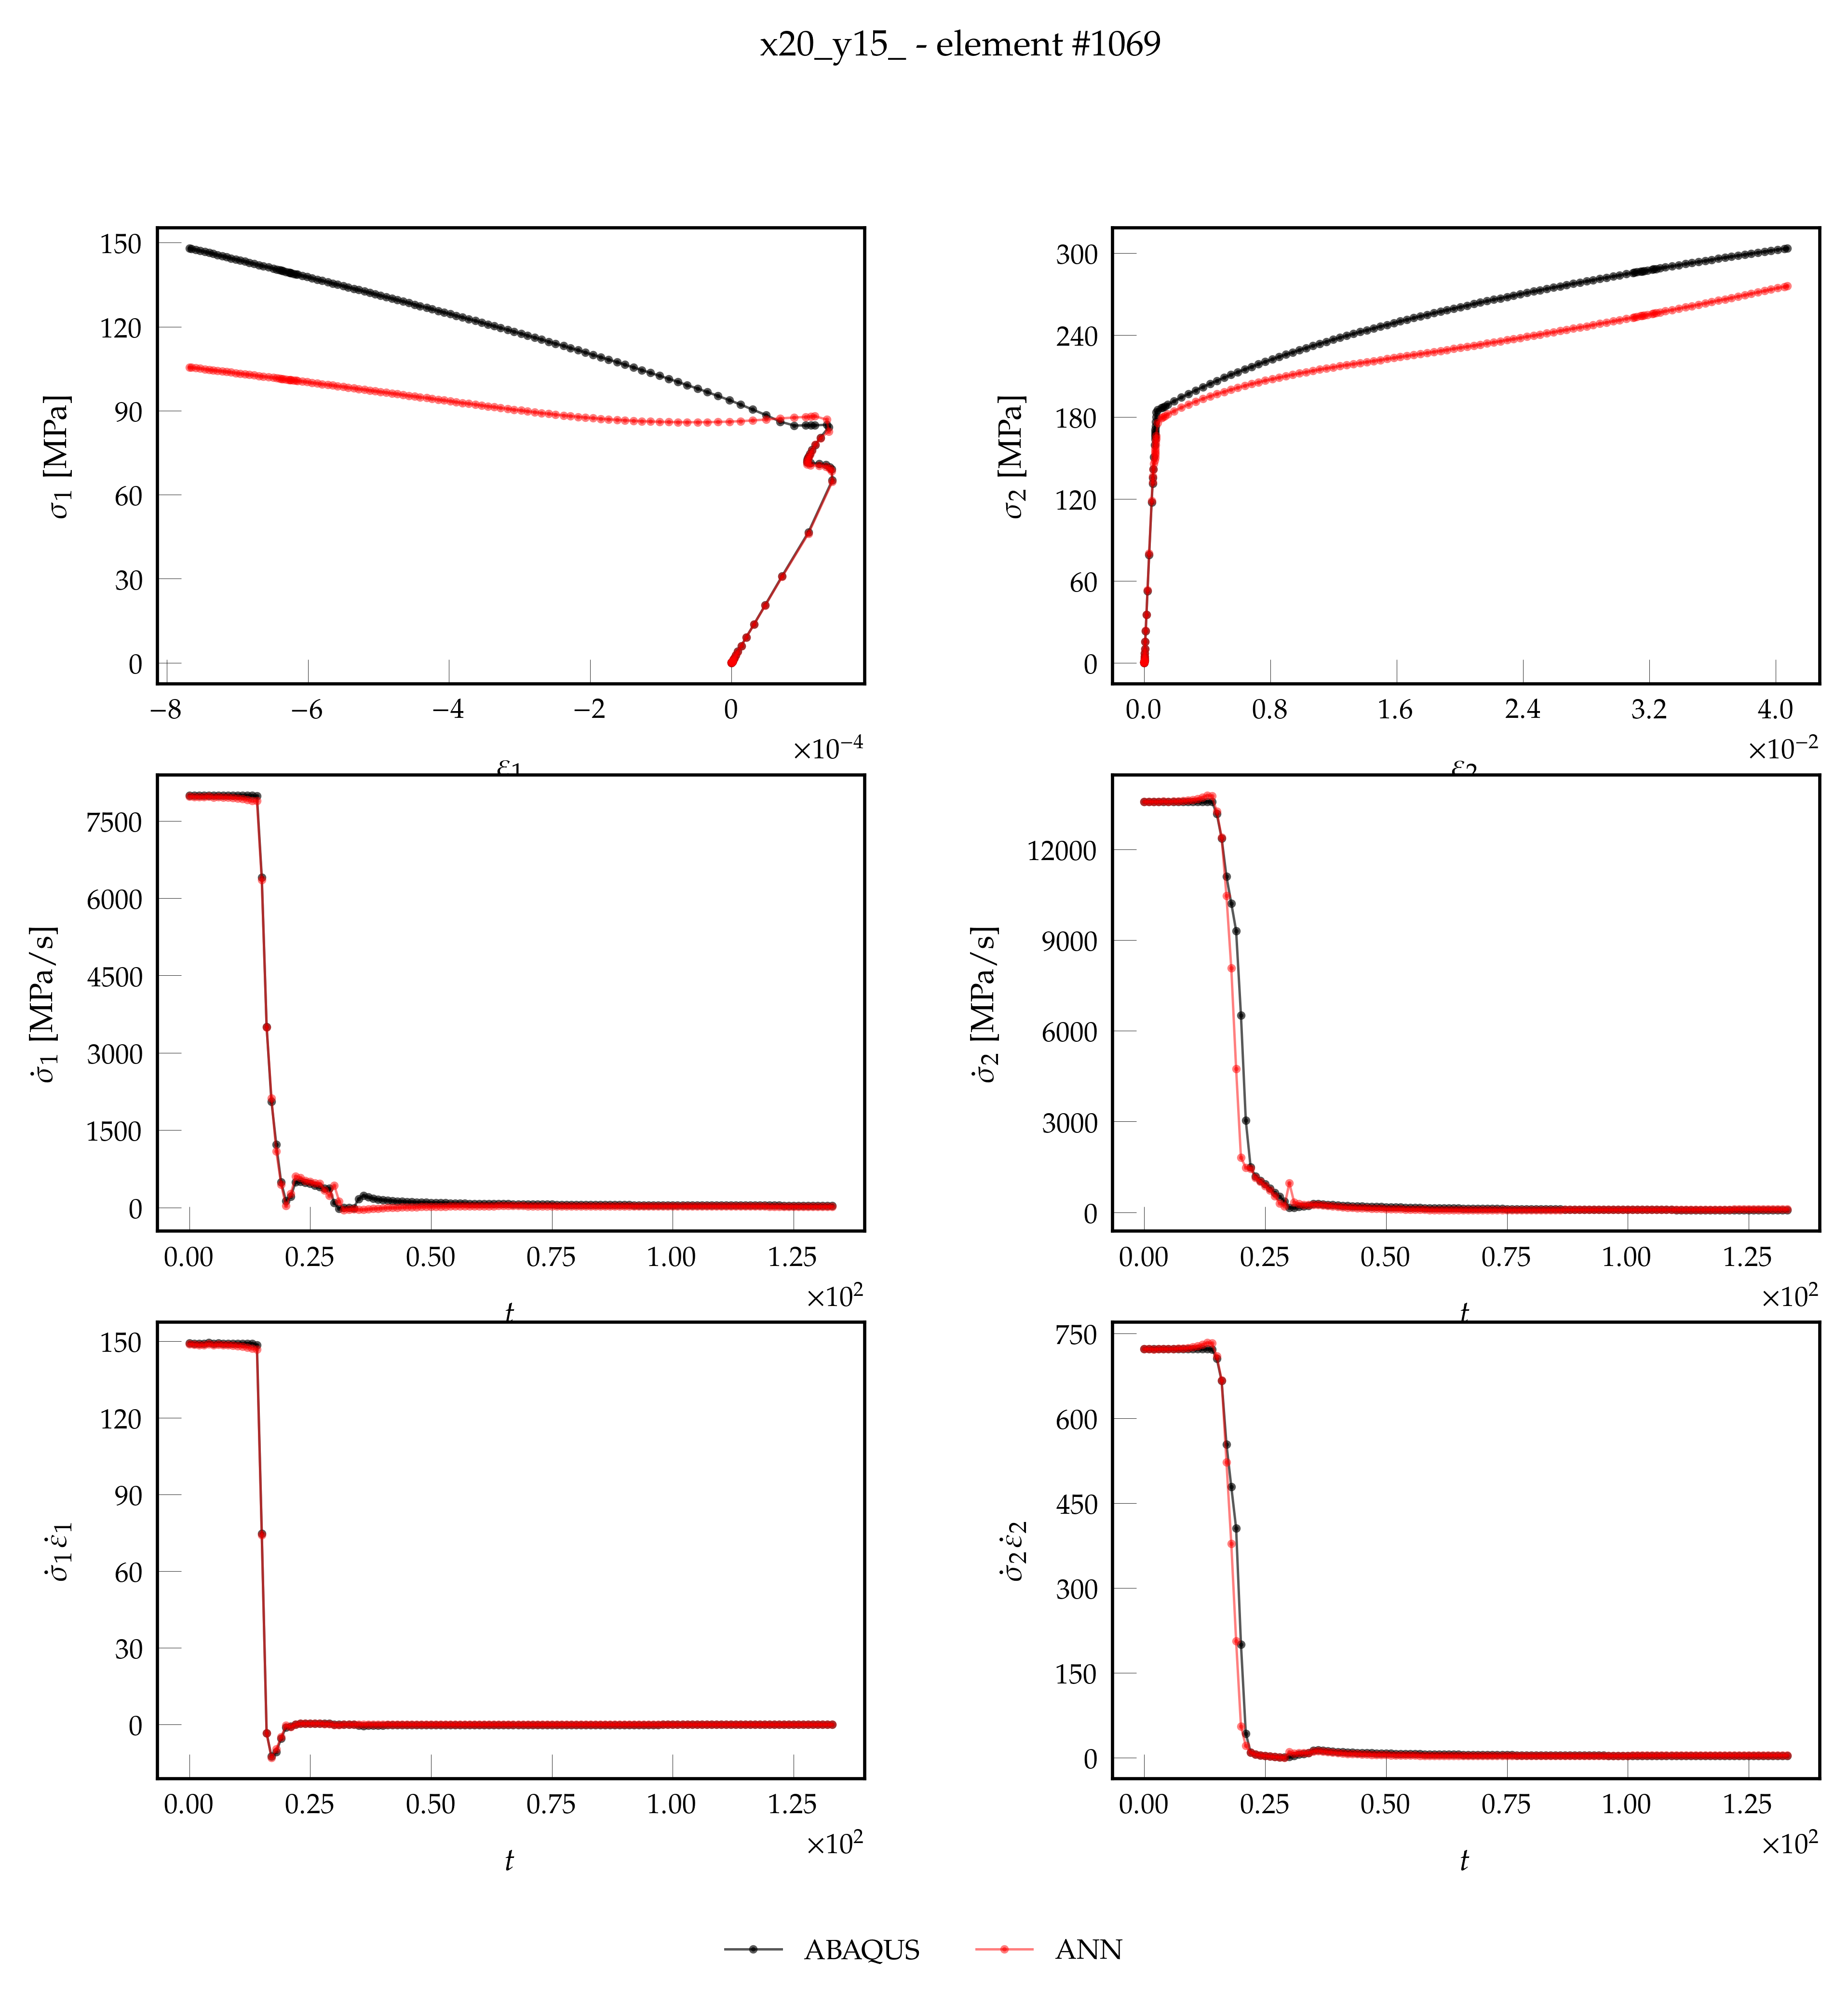 x20_y15_ - element #1069
σ₁ [MPa]
150
120
90
60
30
0
−8 −6 −4 −2 0
×10⁻⁴
ε₁
σ₂ [MPa]
300
240
180
120
60
0
0.0 0.8 1.6 2.4 3.2 4.0
×10⁻²
ε₂
σ̇₁ [MPa/s]
7500
6000
4500
3000
1500
0
0.00 0.25 0.50 0.75 1.00 1.25
×10²
t
σ̇₂ [MPa/s]
12000
9000
6000
3000
0
0.00 0.25 0.50 0.75 1.00 1.25
×10²
t
σ̇₁ε̇₁
150
120
90
60
30
0
0.00 0.25 0.50 0.75 1.00 1.25
×10²
t
σ̇₂ε̇₂
750
600
450
300
150
0
0.00 0.25 0.50 0.75 1.00 1.25
×10²
t
ABAQUS ANN